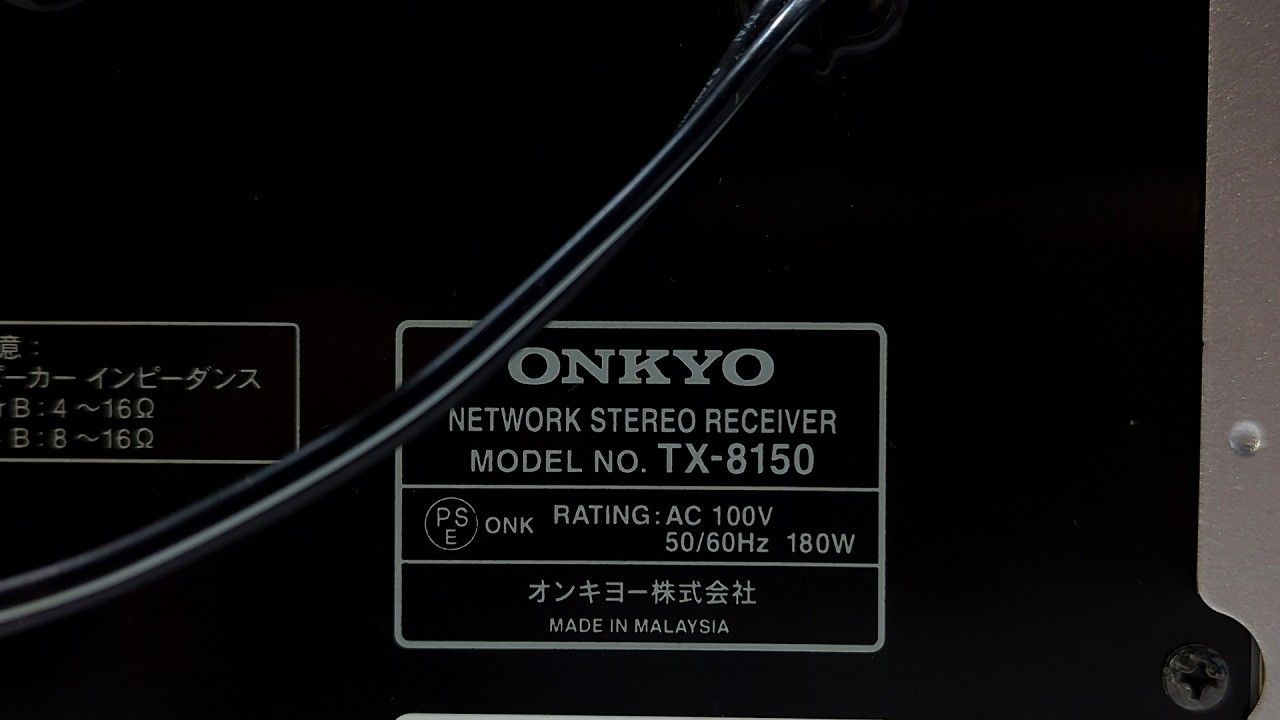 意：
ピーカー インピーダンス
r B : 4 ～16Ω
B : 8 ～16Ω
ONKYO
NETWORK STEREO RECEIVER
MODEL NO. TX-8150
PS
E
ONK
RATING : AC 100V
50/60Hz 180W
オンキヨー株式会社
MADE IN MALAYSIA